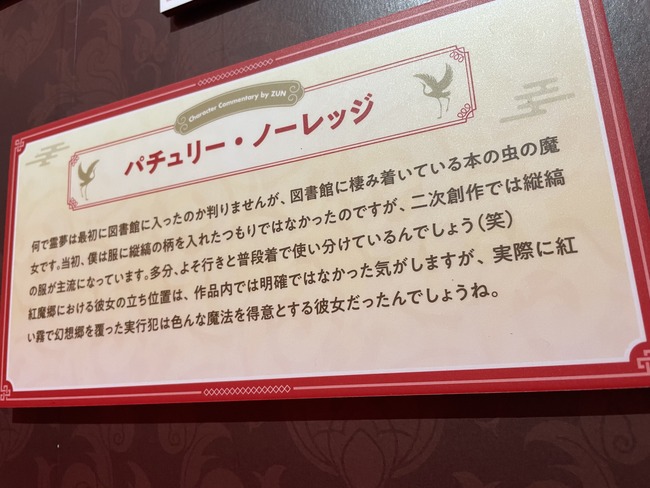 Character Commentary by ZUN
パチュリー・ノーレッジ
何で霊夢は最初に図書館に入ったのか判りませんが、図書館に棲み着いている本の虫の魔
女です。当初、僕は服に縦縞の柄を入れたつもりではなかったのですが、二次創作では縦縞
の服が主流になっています。多分、よそ行きと普段着で使い分けているんでしょう(笑)
紅魔郷における彼女の立ち位置は、作品内では明確ではなかった気がしますが、実際に紅
い霧で幻想郷を覆った実行犯は色んな魔法を得意とする彼女だったんでしょうね。